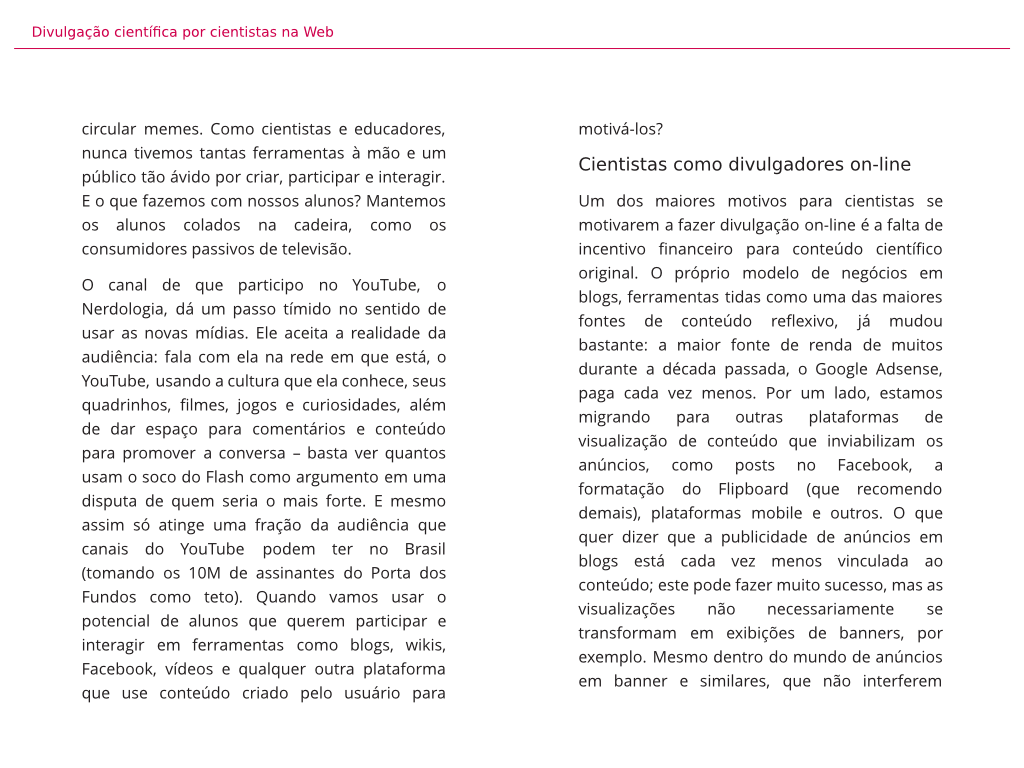 Divulgação científica por cientistas na Web
circular memes. Como cientistas e educadores,
nunca tivemos tantas ferramentas à mão e um
público tão ávido por criar, participar e interagir.
E o que fazemos com nossos alunos? Mantemos
os alunos colados na cadeira, como os
consumidores passivos de televisão.
O canal de que participo no YouTube, o
Nerdologia, dá um passo tímido no sentido de
usar as novas mídias. Ele aceita a realidade da
audiência: fala com ela na rede em que está, o
YouTube, usando a cultura que ela conhece, seus
quadrinhos, filmes, jogos e curiosidades, além
de dar espaço para comentários e conteúdo
para promover a conversa – basta ver quantos
usam o soco do Flash como argumento em uma
disputa de quem seria o mais forte. E mesmo
assim só atinge uma fração da audiência que
canais do YouTube podem ter no Brasil
(tomando os 10M de assinantes do Porta dos
Fundos como teto). Quando vamos usar o
potencial de alunos que querem participar e
interagir em ferramentas como blogs, wikis,
Facebook, vídeos e qualquer outra plataforma
que use conteúdo criado pelo usuário para
motivá-los?
Cientistas como divulgadores on-line
Um dos maiores motivos para cientistas se
motivarem a fazer divulgação on-line é a falta de
incentivo financeiro para conteúdo científico
original. O próprio modelo de negócios em
blogs, ferramentas tidas como uma das maiores
fontes de conteúdo reflexivo, já mudou
bastante: a maior fonte de renda de muitos
durante a década passada, o Google Adsense,
paga cada vez menos. Por um lado, estamos
migrando para outras plataformas de
visualização de conteúdo que inviabilizam os
anúncios, como posts no Facebook, a
formatação do Flipboard (que recomendo
demais), plataformas mobile e outros. O que
quer dizer que a publicidade de anúncios em
blogs está cada vez menos vinculada ao
conteúdo; este pode fazer muito sucesso, mas as
visualizações não necessariamente se
transformam em exibições de banners, por
exemplo. Mesmo dentro do mundo de anúncios
em banner e similares, que não interferem